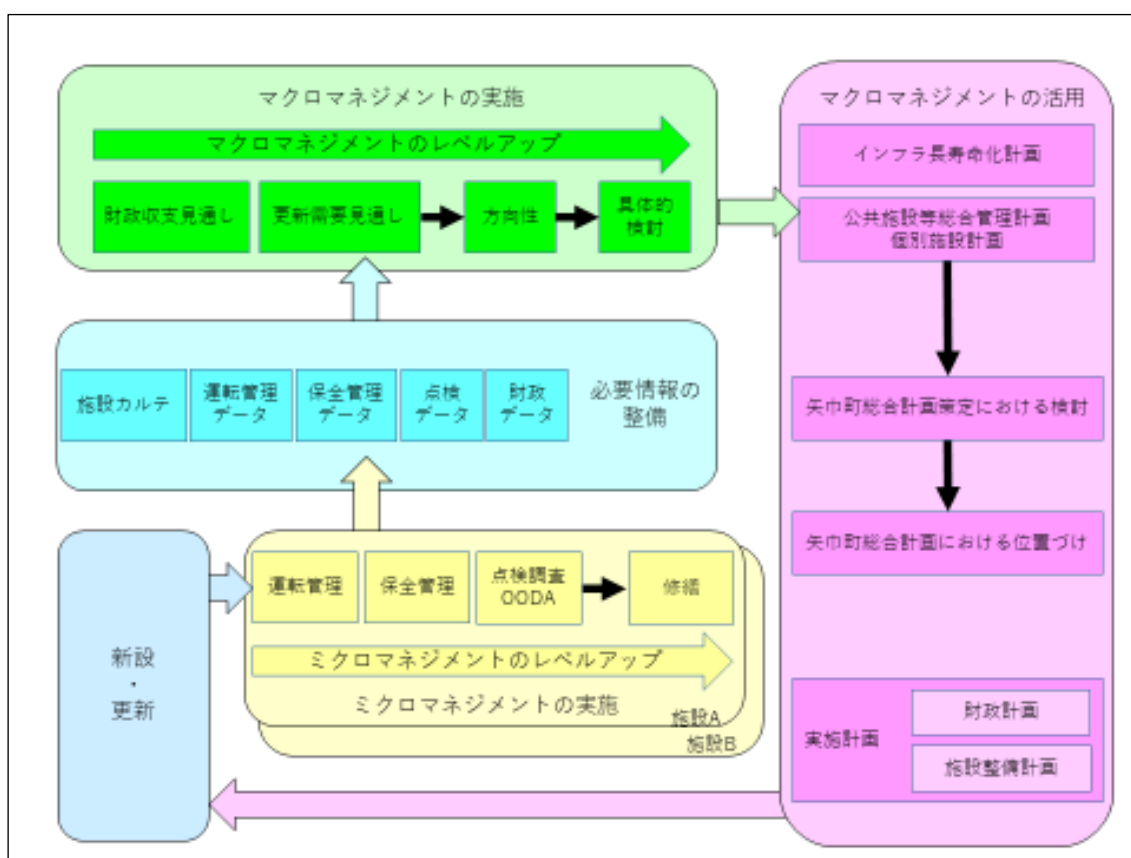 マクロマネジメントの実施
マクロマネジメントのレベルアップ
財政収支見通し
更新需要見通し
方向性
具体的
検討
マクロマネジメントの活用
インフラ長寿命化計画
公共施設等総合管理計画
個別施設計画
矢巾町総合計画策定における検討
矢巾町総合計画における位置づけ
実施計画
財政計画
施設整備計画
施設カルテ
運転管理
データ
保全管理
データ
点検
データ
財政
データ
必要情報の
整備
新設
・
更新
運転管理
保全管理
点検調査
OODA
修繕
ミクロマネジメントのレベルアップ
ミクロマネジメントの実施
施設A
施設B